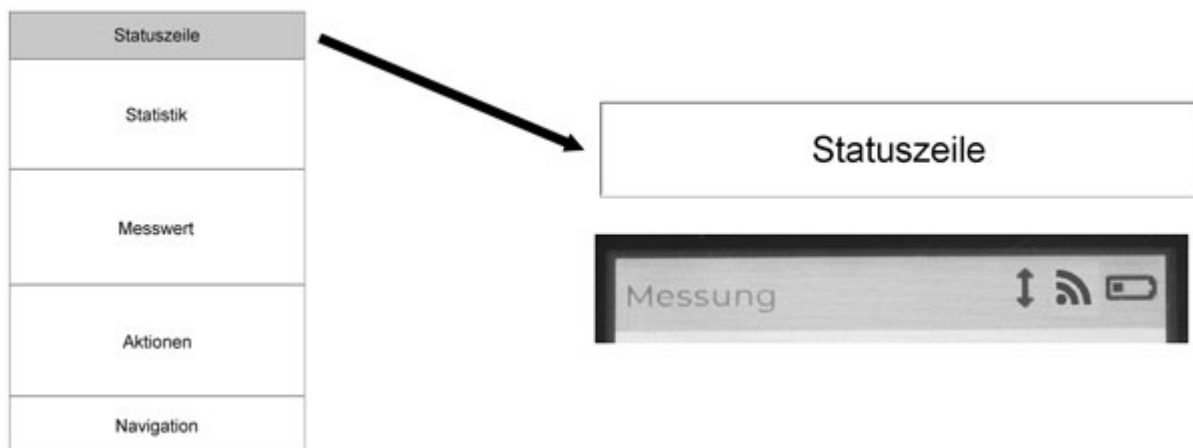 Statuszeile
Statistik
Messwert
Aktionen
Navigation
Statuszeile
Messung